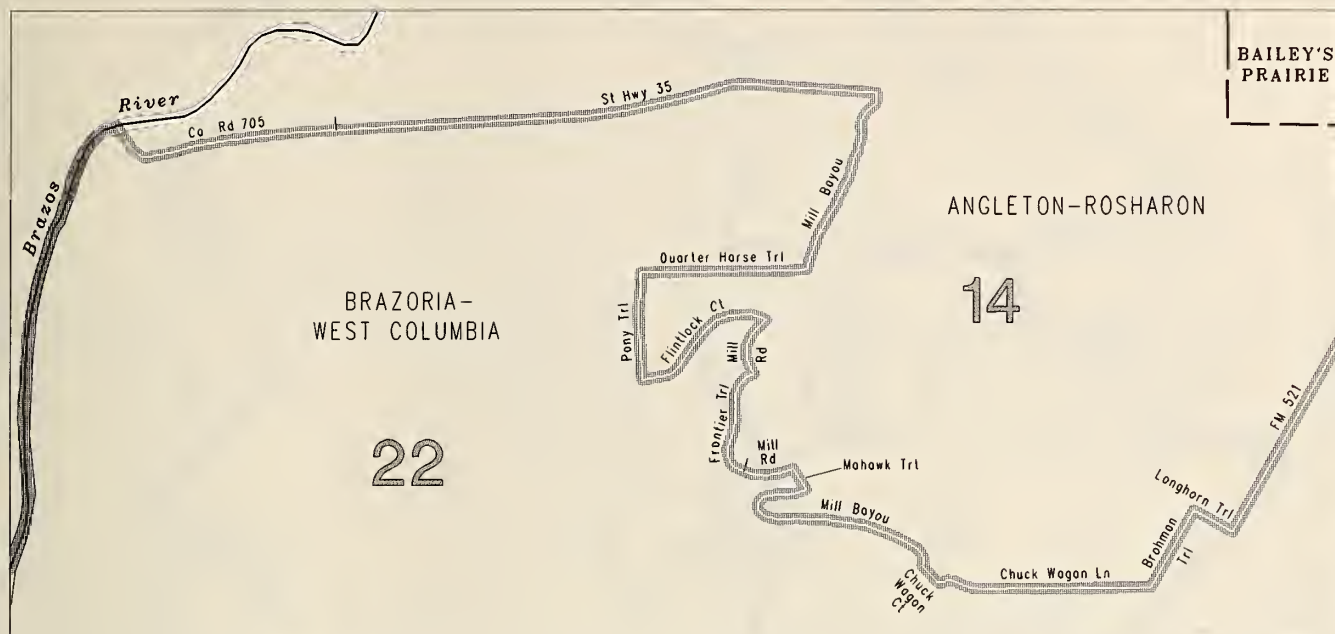 BAILEY'S
PRAIRIE
River
Co Rd 705
St Hwy 35
Brazos
Mill Bayou
ANGLETON-ROSHARON
14
Quarter Horse Trl
BRAZORIA-
WEST COLUMBIA
22
Pony Trl
Flintlock Ct
Mill
Rd
Frontier Trl
Mill
Rd
Mohawk Trl
Mill Bayou
Chuck
Wagon
Ct
Chuck Wagon Ln
Brahman
Trl
Longhorn Trl
FM 521